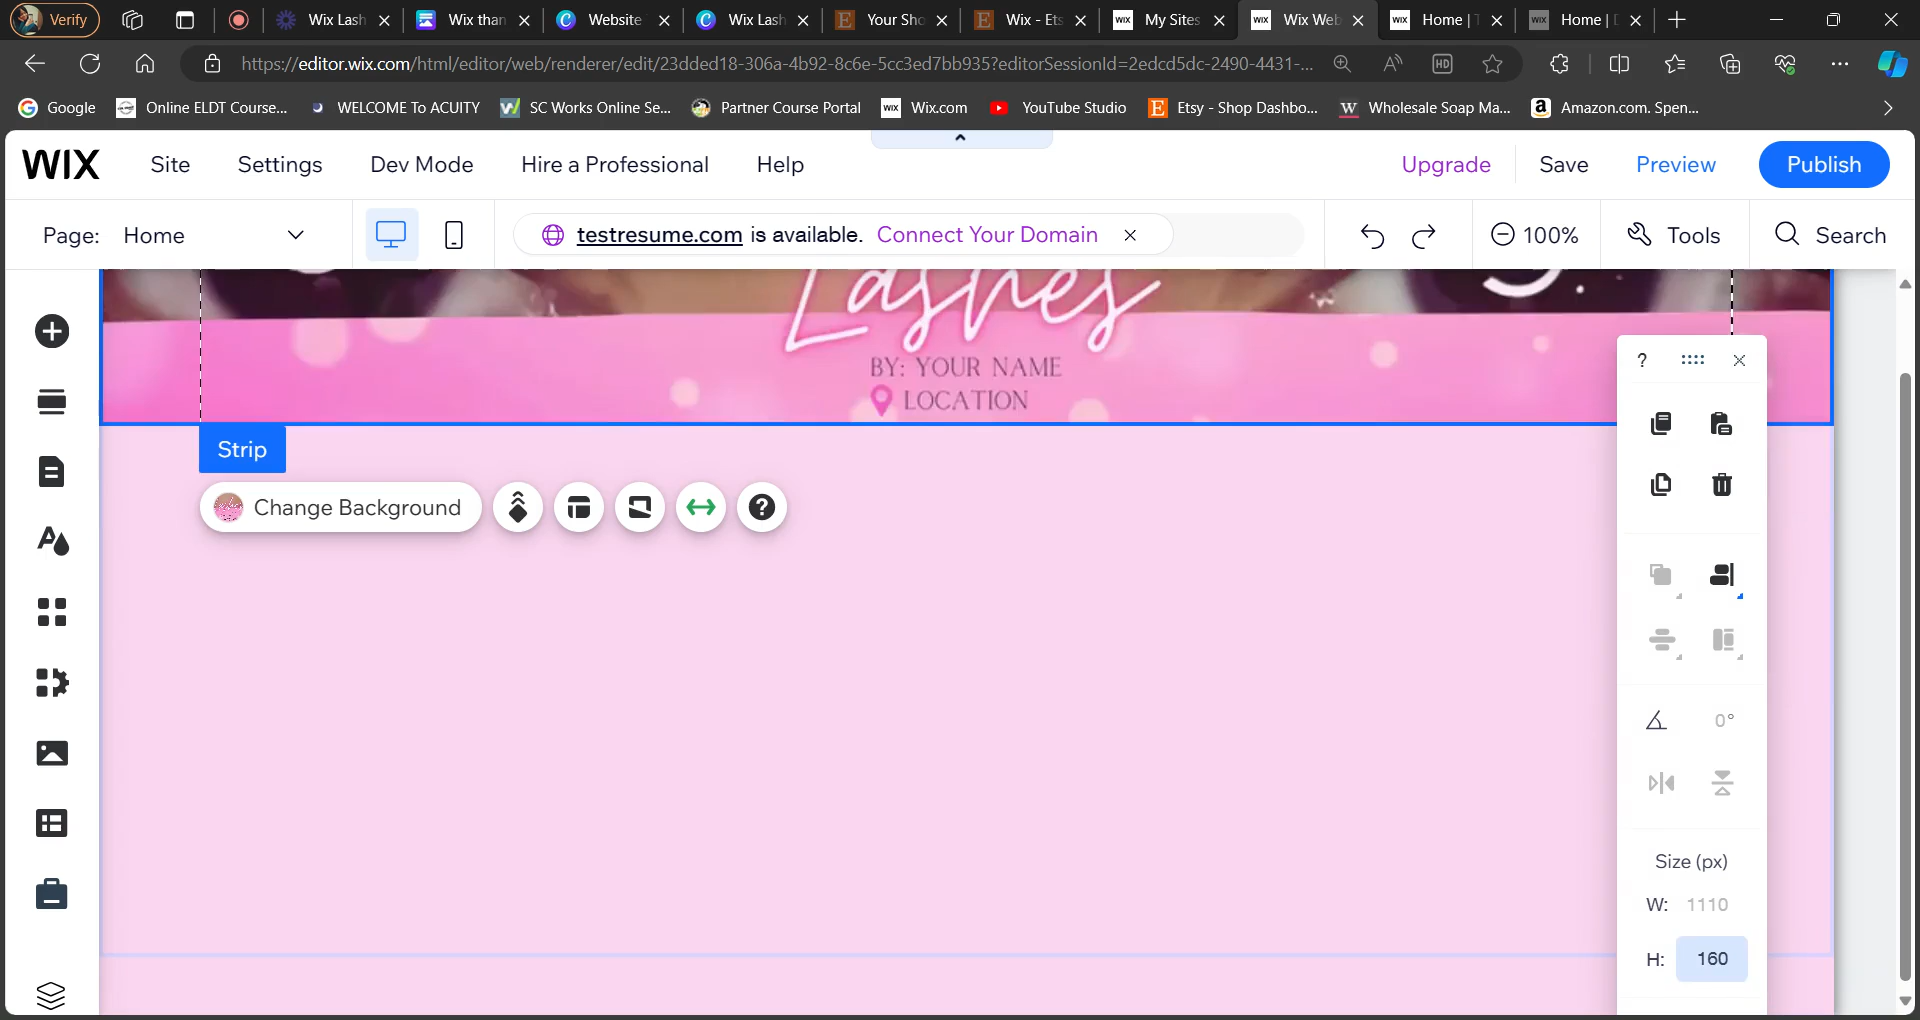 Verify
Wix Lash
Wix than
Website
Wix Lash
Your Sho
Wix - Ets
My Sites
Wix Web
Home | T
Home |
https://editor.wix.com/html/editor/web/renderer/edit/23dded18-306a-4b92-8c6e-5cc3ed7bb935?editorSessionId=2edcd5dc-2490-4431-...
Google
Online ELDT Course...
WELCOME To ACUITY
SC Works Online Se...
Partner Course Portal
WIX Wix.com
YouTube Studio
Etsy - Shop Dashbo...
Wholesale Soap Ma...
Amazon.com. Spen...
WIX
Site
Settings
Dev Mode
Hire a Professional
Help
Upgrade
Save
Preview
Publish
Page: Home
testresume.com is available. Connect Your Domain
100%
Tools
Search
Lashes
BY: YOUR NAME
LOCATION
Strip
Change Background
?
?
0°
Size (px)
W: 1110
H: 160